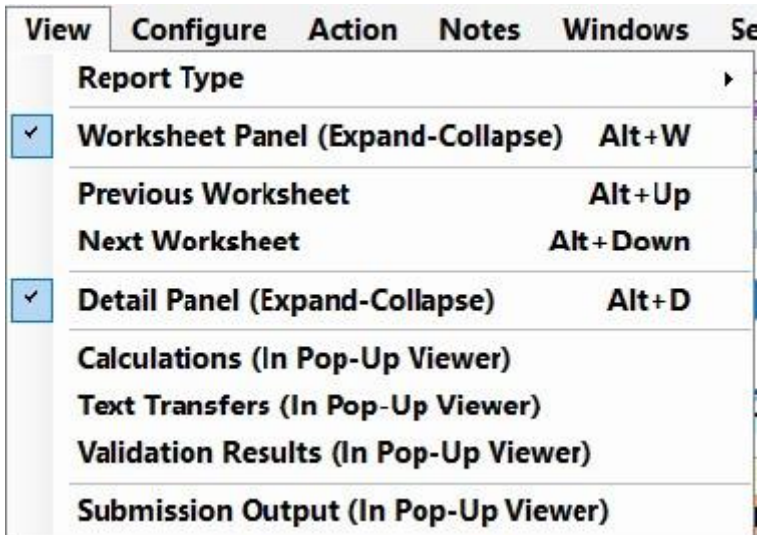 View Configure Action Notes Windows Se
Report Type
Worksheet Panel (Expand-Collapse) Alt+W
Previous Worksheet Alt+Up
Next Worksheet Alt+Down
Detail Panel (Expand-Collapse) Alt+D
Calculations (In Pop-Up Viewer)
Text Transfers (In Pop-Up Viewer)
Validation Results (In Pop-Up Viewer)
Submission Output (In Pop-Up Viewer)